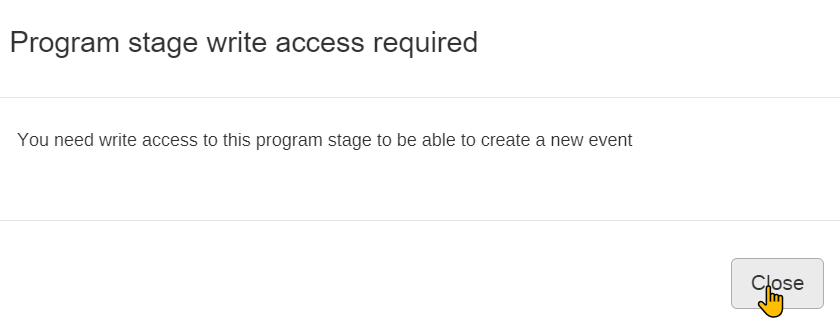 Program stage write access required
You need write access to this program stage to be able to create a new event
Close